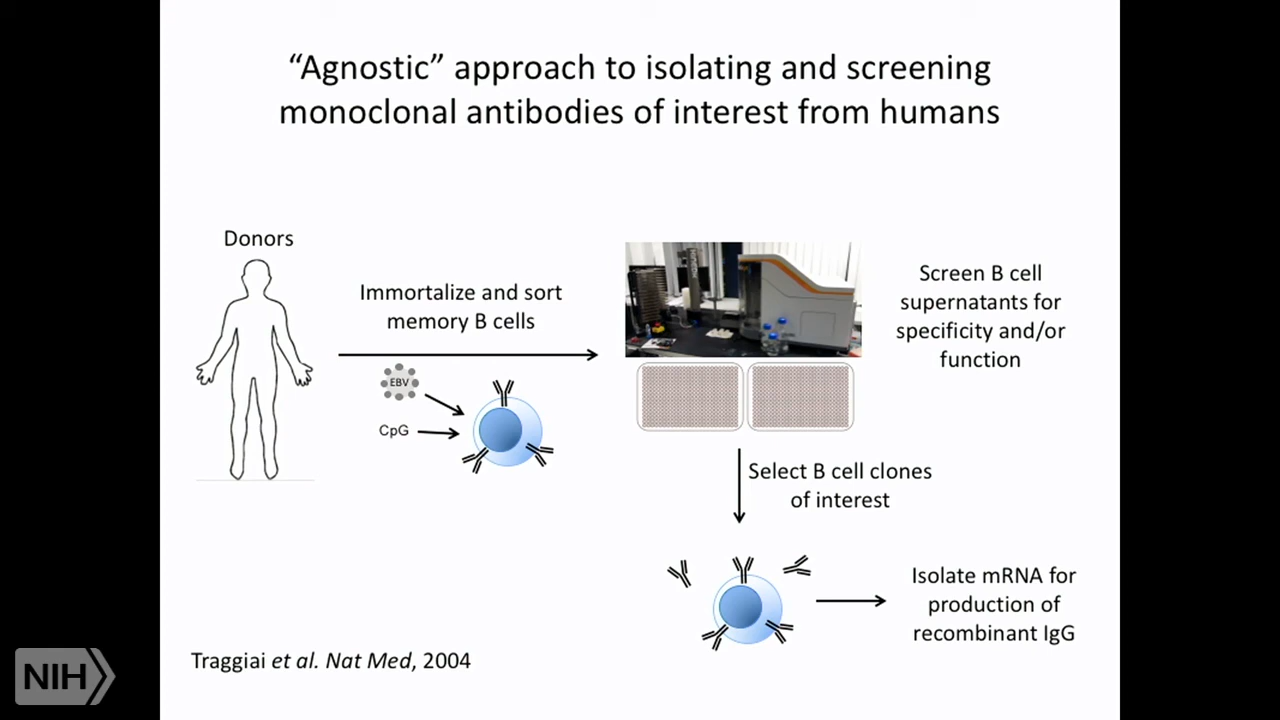 “Agnostic” approach to isolating and screening
monoclonal antibodies of interest from humans
Donors
Immortalize and sort
memory B cells
EBV
CpG
Screen B cell
supernatants for
specificity and/or
function
Select B cell clones
of interest
Isolate mRNA for
production of
recombinant IgG
Traggiai et al. Nat Med, 2004
NIH